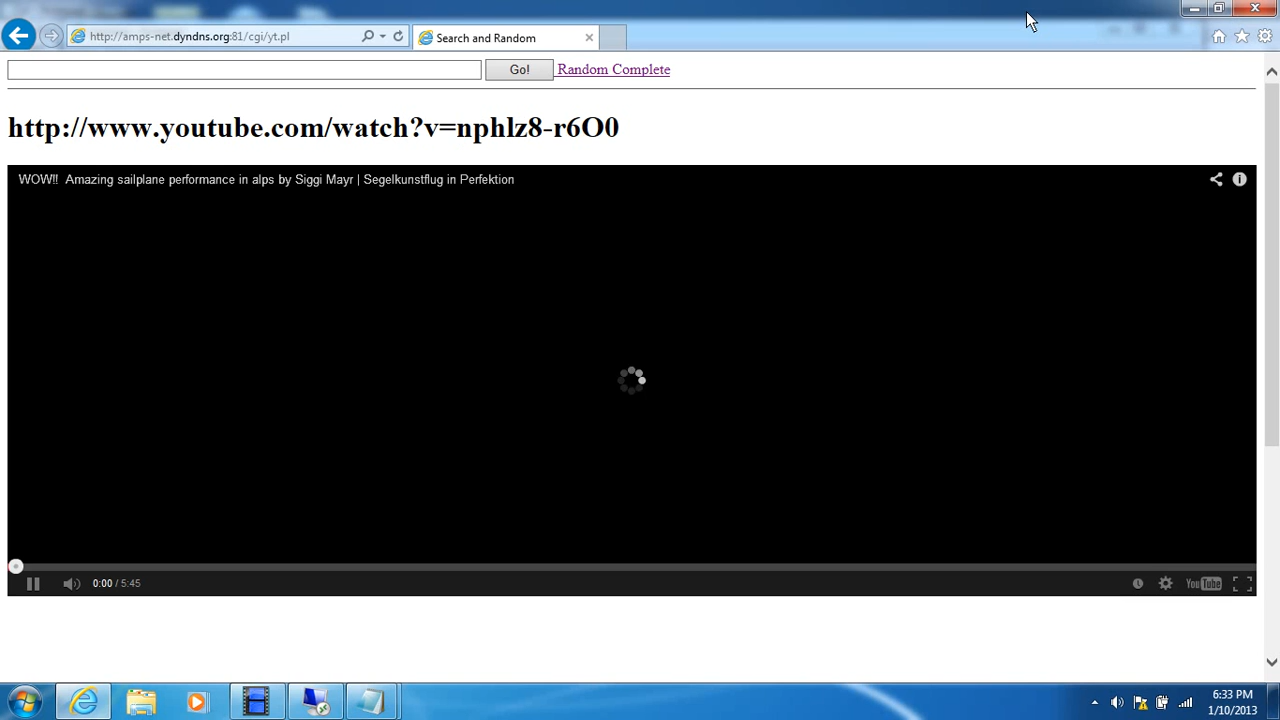 http://amps-net.dyndns.org:81/cgi/yt.pl
Search and Random
Go!
Random Complete
http://www.youtube.com/watch?v=nphlz8-r6O0
WOW!! Amazing sailplane performance in alps by Siggi Mayr | Segelkunstflug in Perfektion
0:00 / 5:45
YouTube
6:33 PM
1/10/2013